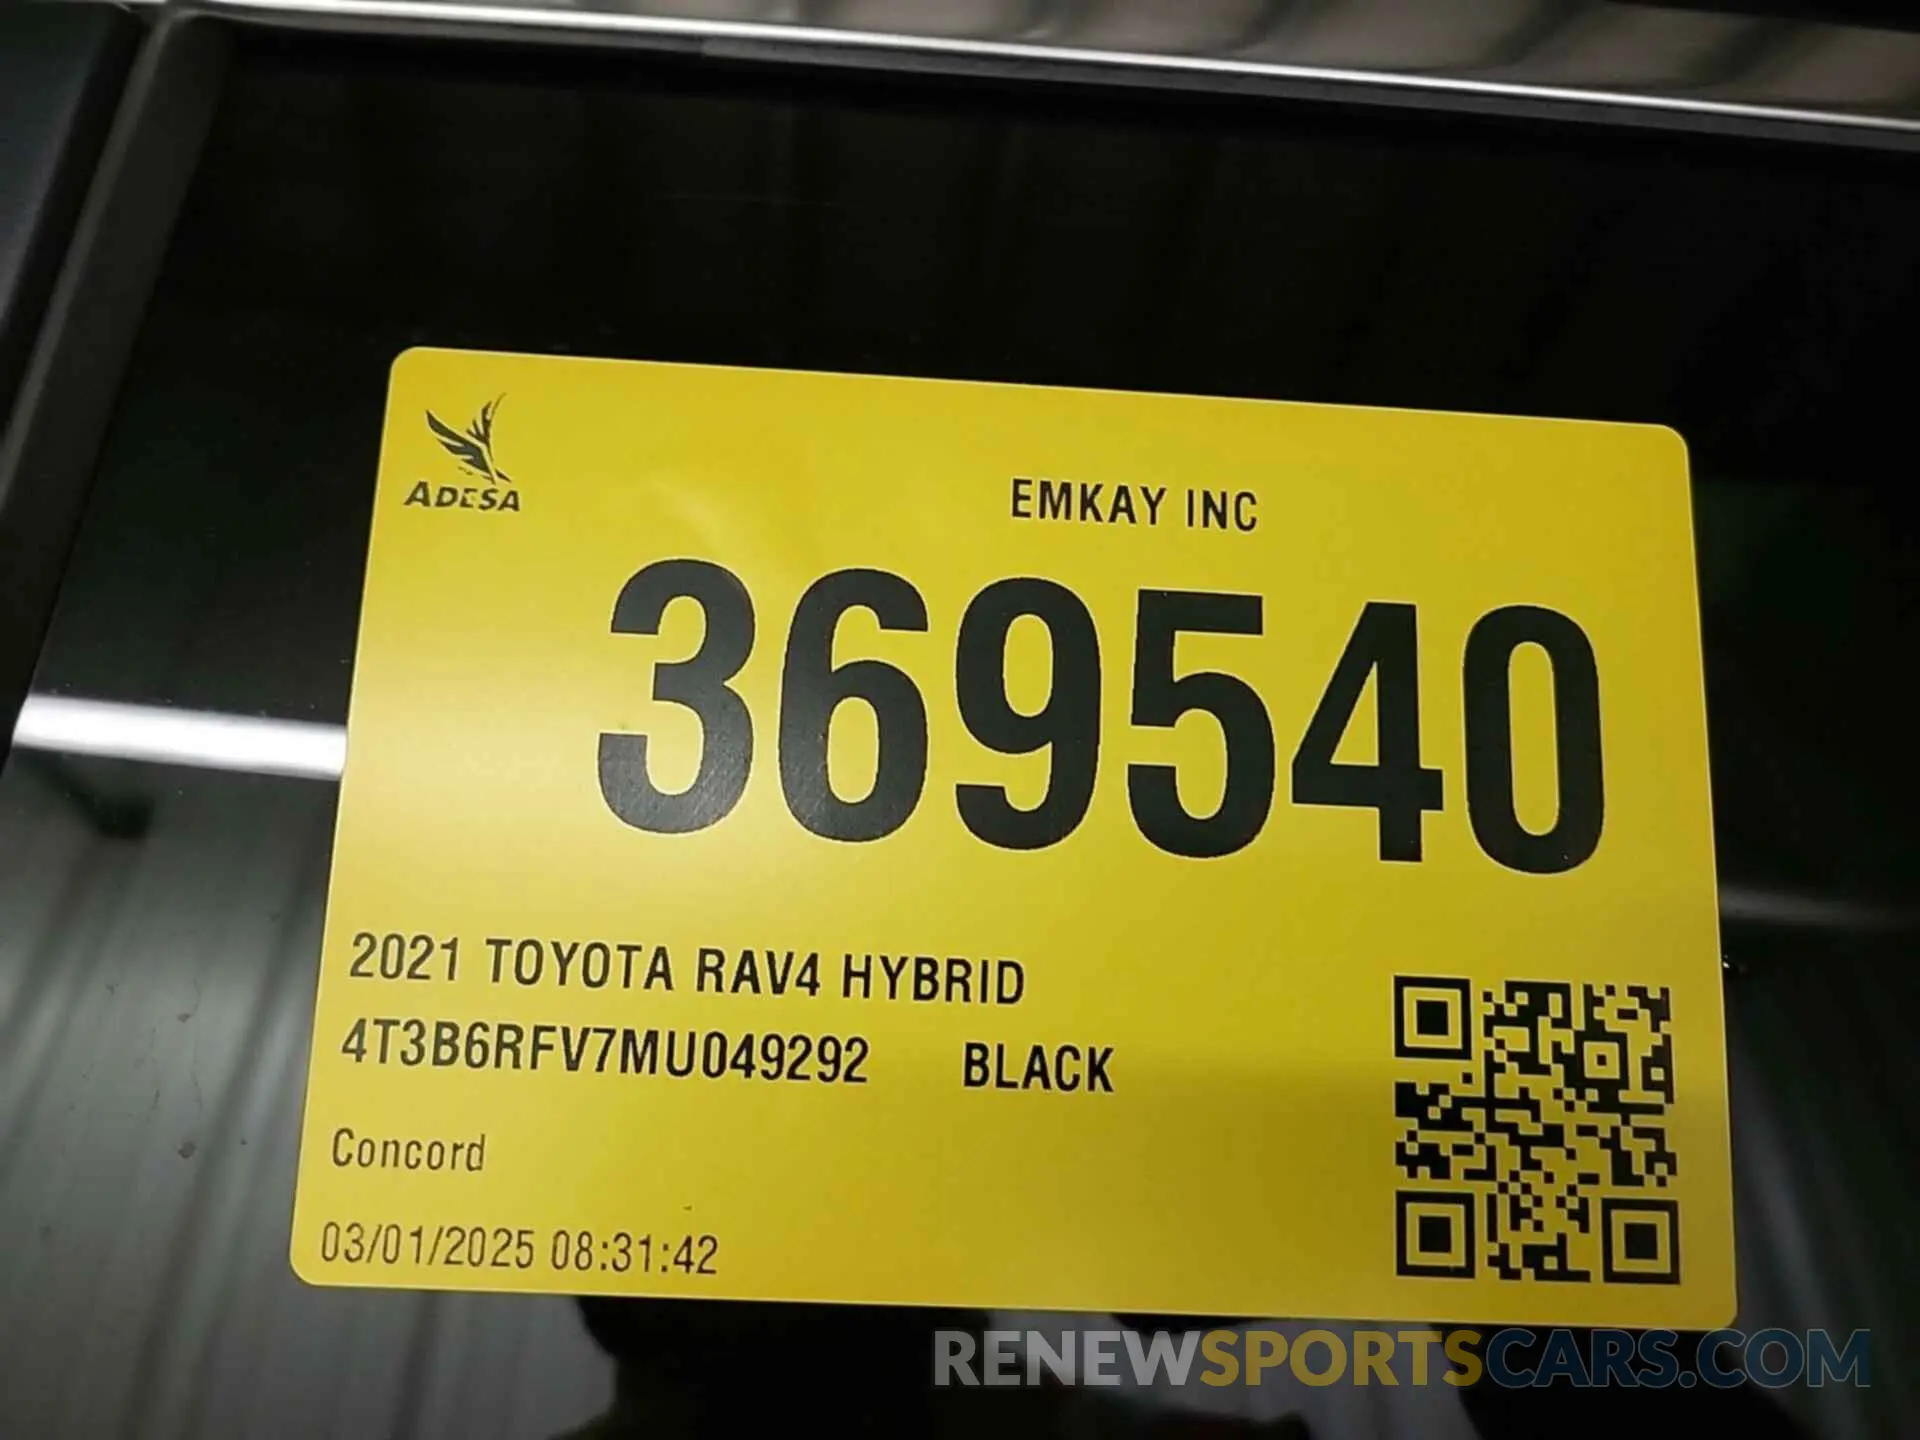 ADESA
EMKAY INC
369540
2021 TOYOTA RAV4 HYBRID
4T3B6RFV7MU049292 BLACK
Concord
03/01/2025 08:31:42
RENEWSPORTSCARS.COM